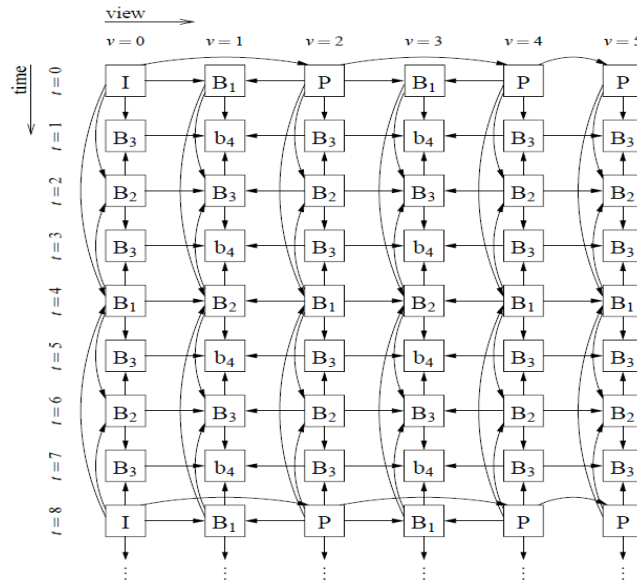 view
v = 0 v = 1 v = 2 v = 3 v = 4 v = 5
time
t = 0 I B₁ P B₁ P P
t = 1 B₃ b₄ B₃ b₄ B₃ B₃
t = 2 B₂ B₃ B₂ B₃ B₂ B₂
t = 3 B₃ b₄ B₃ b₄ B₃ B₃
t = 4 B₁ B₂ B₁ B₂ B₁ B₁
t = 5 B₃ b₄ B₃ b₄ B₃ B₃
t = 6 B₂ B₃ B₂ B₃ B₂ B₂
t = 7 B₃ b₄ B₃ b₄ B₃ B₃
t = 8 I B₁ P B₁ P P
⋮ ⋮ ⋮ ⋮ ⋮ ⋮